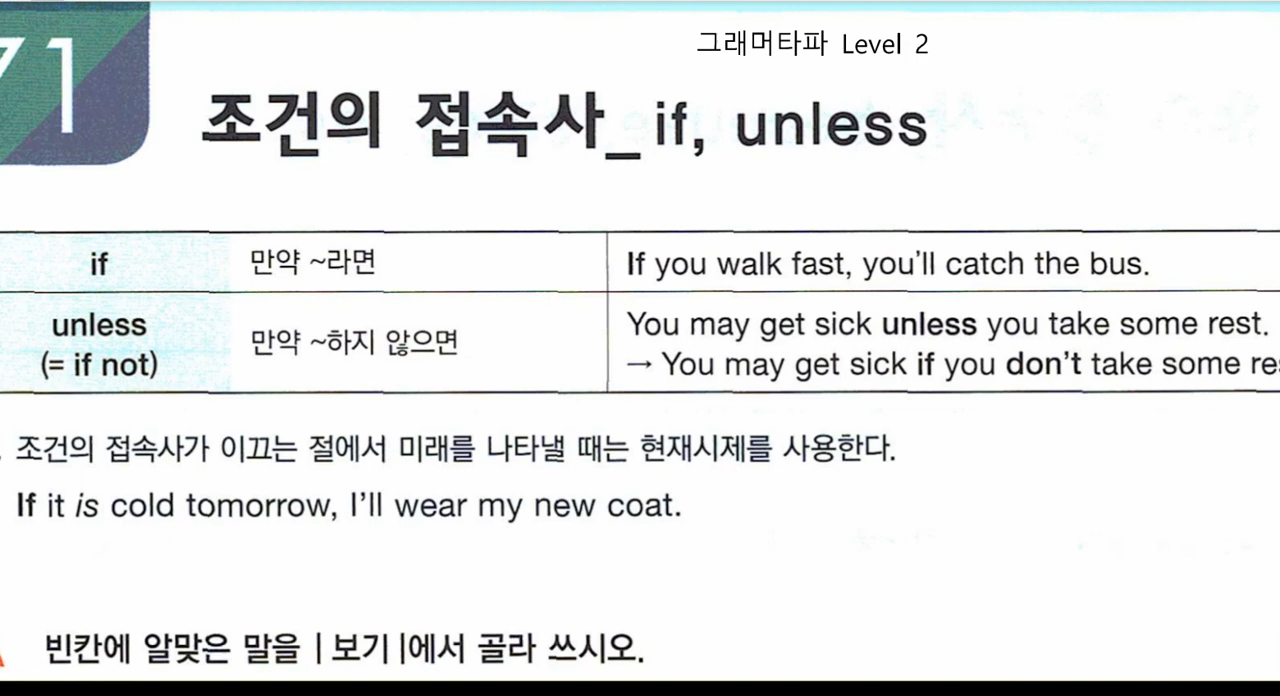 71
그래머타파 Level 2
조건의 접속사_if, unless
if
만약 ~라면
If you walk fast, you'll catch the bus.
unless
(= if not)
만약 ~하지 않으면
You may get sick unless you take some rest.
→ You may get sick if you don't take some
조건의 접속사가 이끄는 절에서 미래를 나타낼 때는 현재시제를 사용한다.
If it is cold tomorrow, I'll wear my new coat.
빈칸에 알맞은 말을 | 보기 |에서 골라 쓰시오.